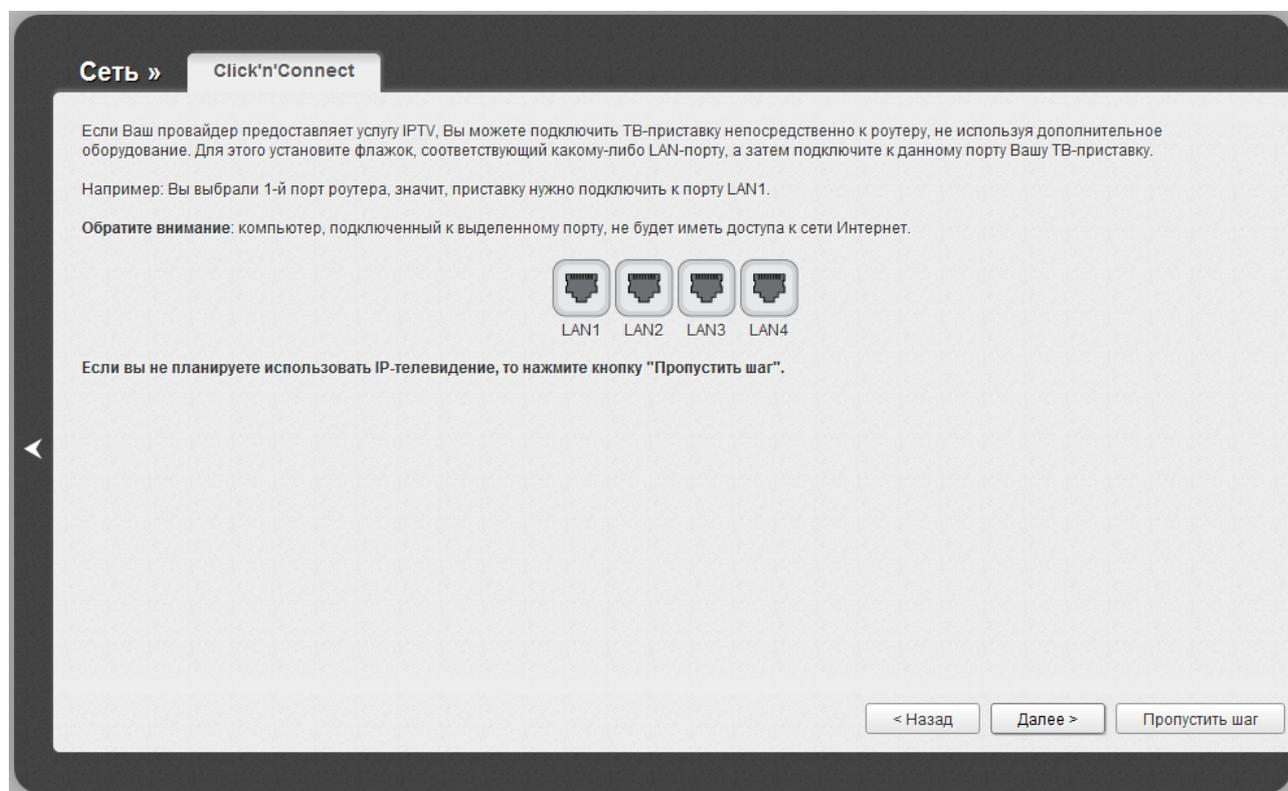 Сеть »
Click'n'Connect
Если Ваш провайдер предоставляет услугу IPTV, Вы можете подключить ТВ-приставку непосредственно к роутеру, не используя дополнительное
оборудование. Для этого установите флажок, соответствующий какому-либо LAN-порту, а затем подключите к данному порту Вашу ТВ-приставку.
Например: Вы выбрали 1-й порт роутера, значит, приставку нужно подключить к порту LAN1.
Обратите внимание: компьютер, подключенный к выделенному порту, не будет иметь доступа к сети Интернет.
LAN1 LAN2 LAN3 LAN4
Если вы не планируете использовать IP-телевидение, то нажмите кнопку "Пропустить шаг".
< Назад Далее > Пропустить шаг